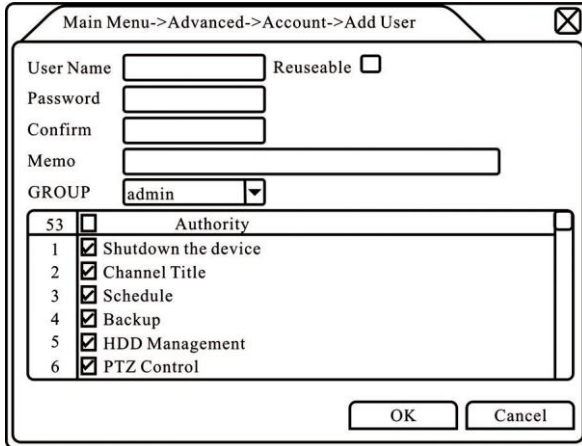 Main Menu->Advanced->Account->Add User
User Name Reuseable
Password
Confirm
Memo
GROUP admin
53 Authority
1 Shutdown the device
2 Channel Title
3 Schedule
4 Backup
5 HDD Management
6 PTZ Control
OK Cancel